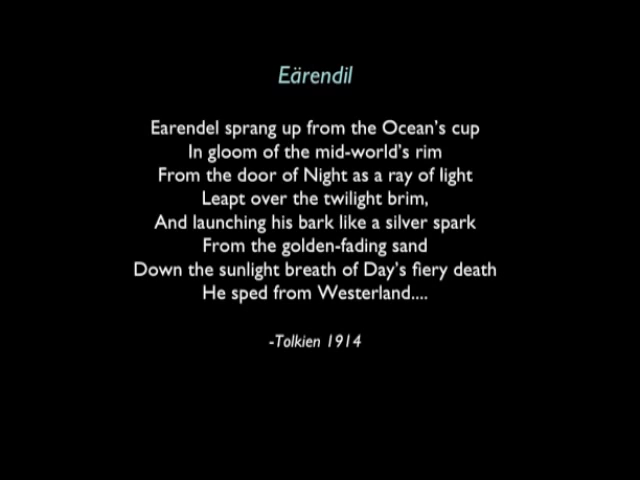 Eärendil
Earendel sprang up from the Ocean's cup
In gloom of the mid-world's rim
From the door of Night as a ray of light
Leapt over the twilight brim,
And launching his bark like a silver spark
From the golden-fading sand
Down the sunlight breath of Day's fiery death
He sped from Westerland....
-Tolkien 1914